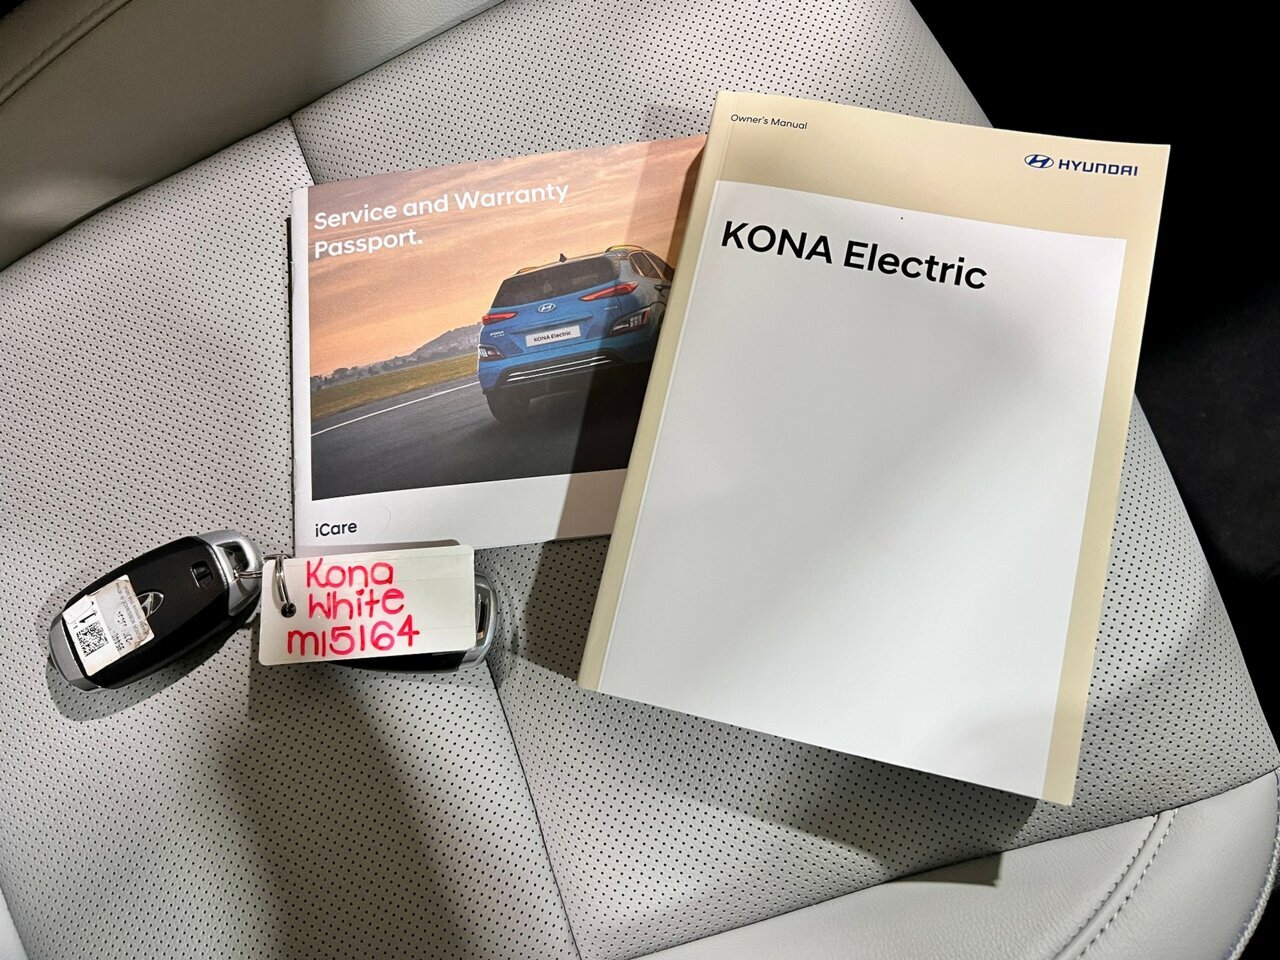 Owner's Manual
HYUNDAI
KONA Electric
Service and Warranty
Passport.
KONA Electric
iCare
Kona
White
M15164